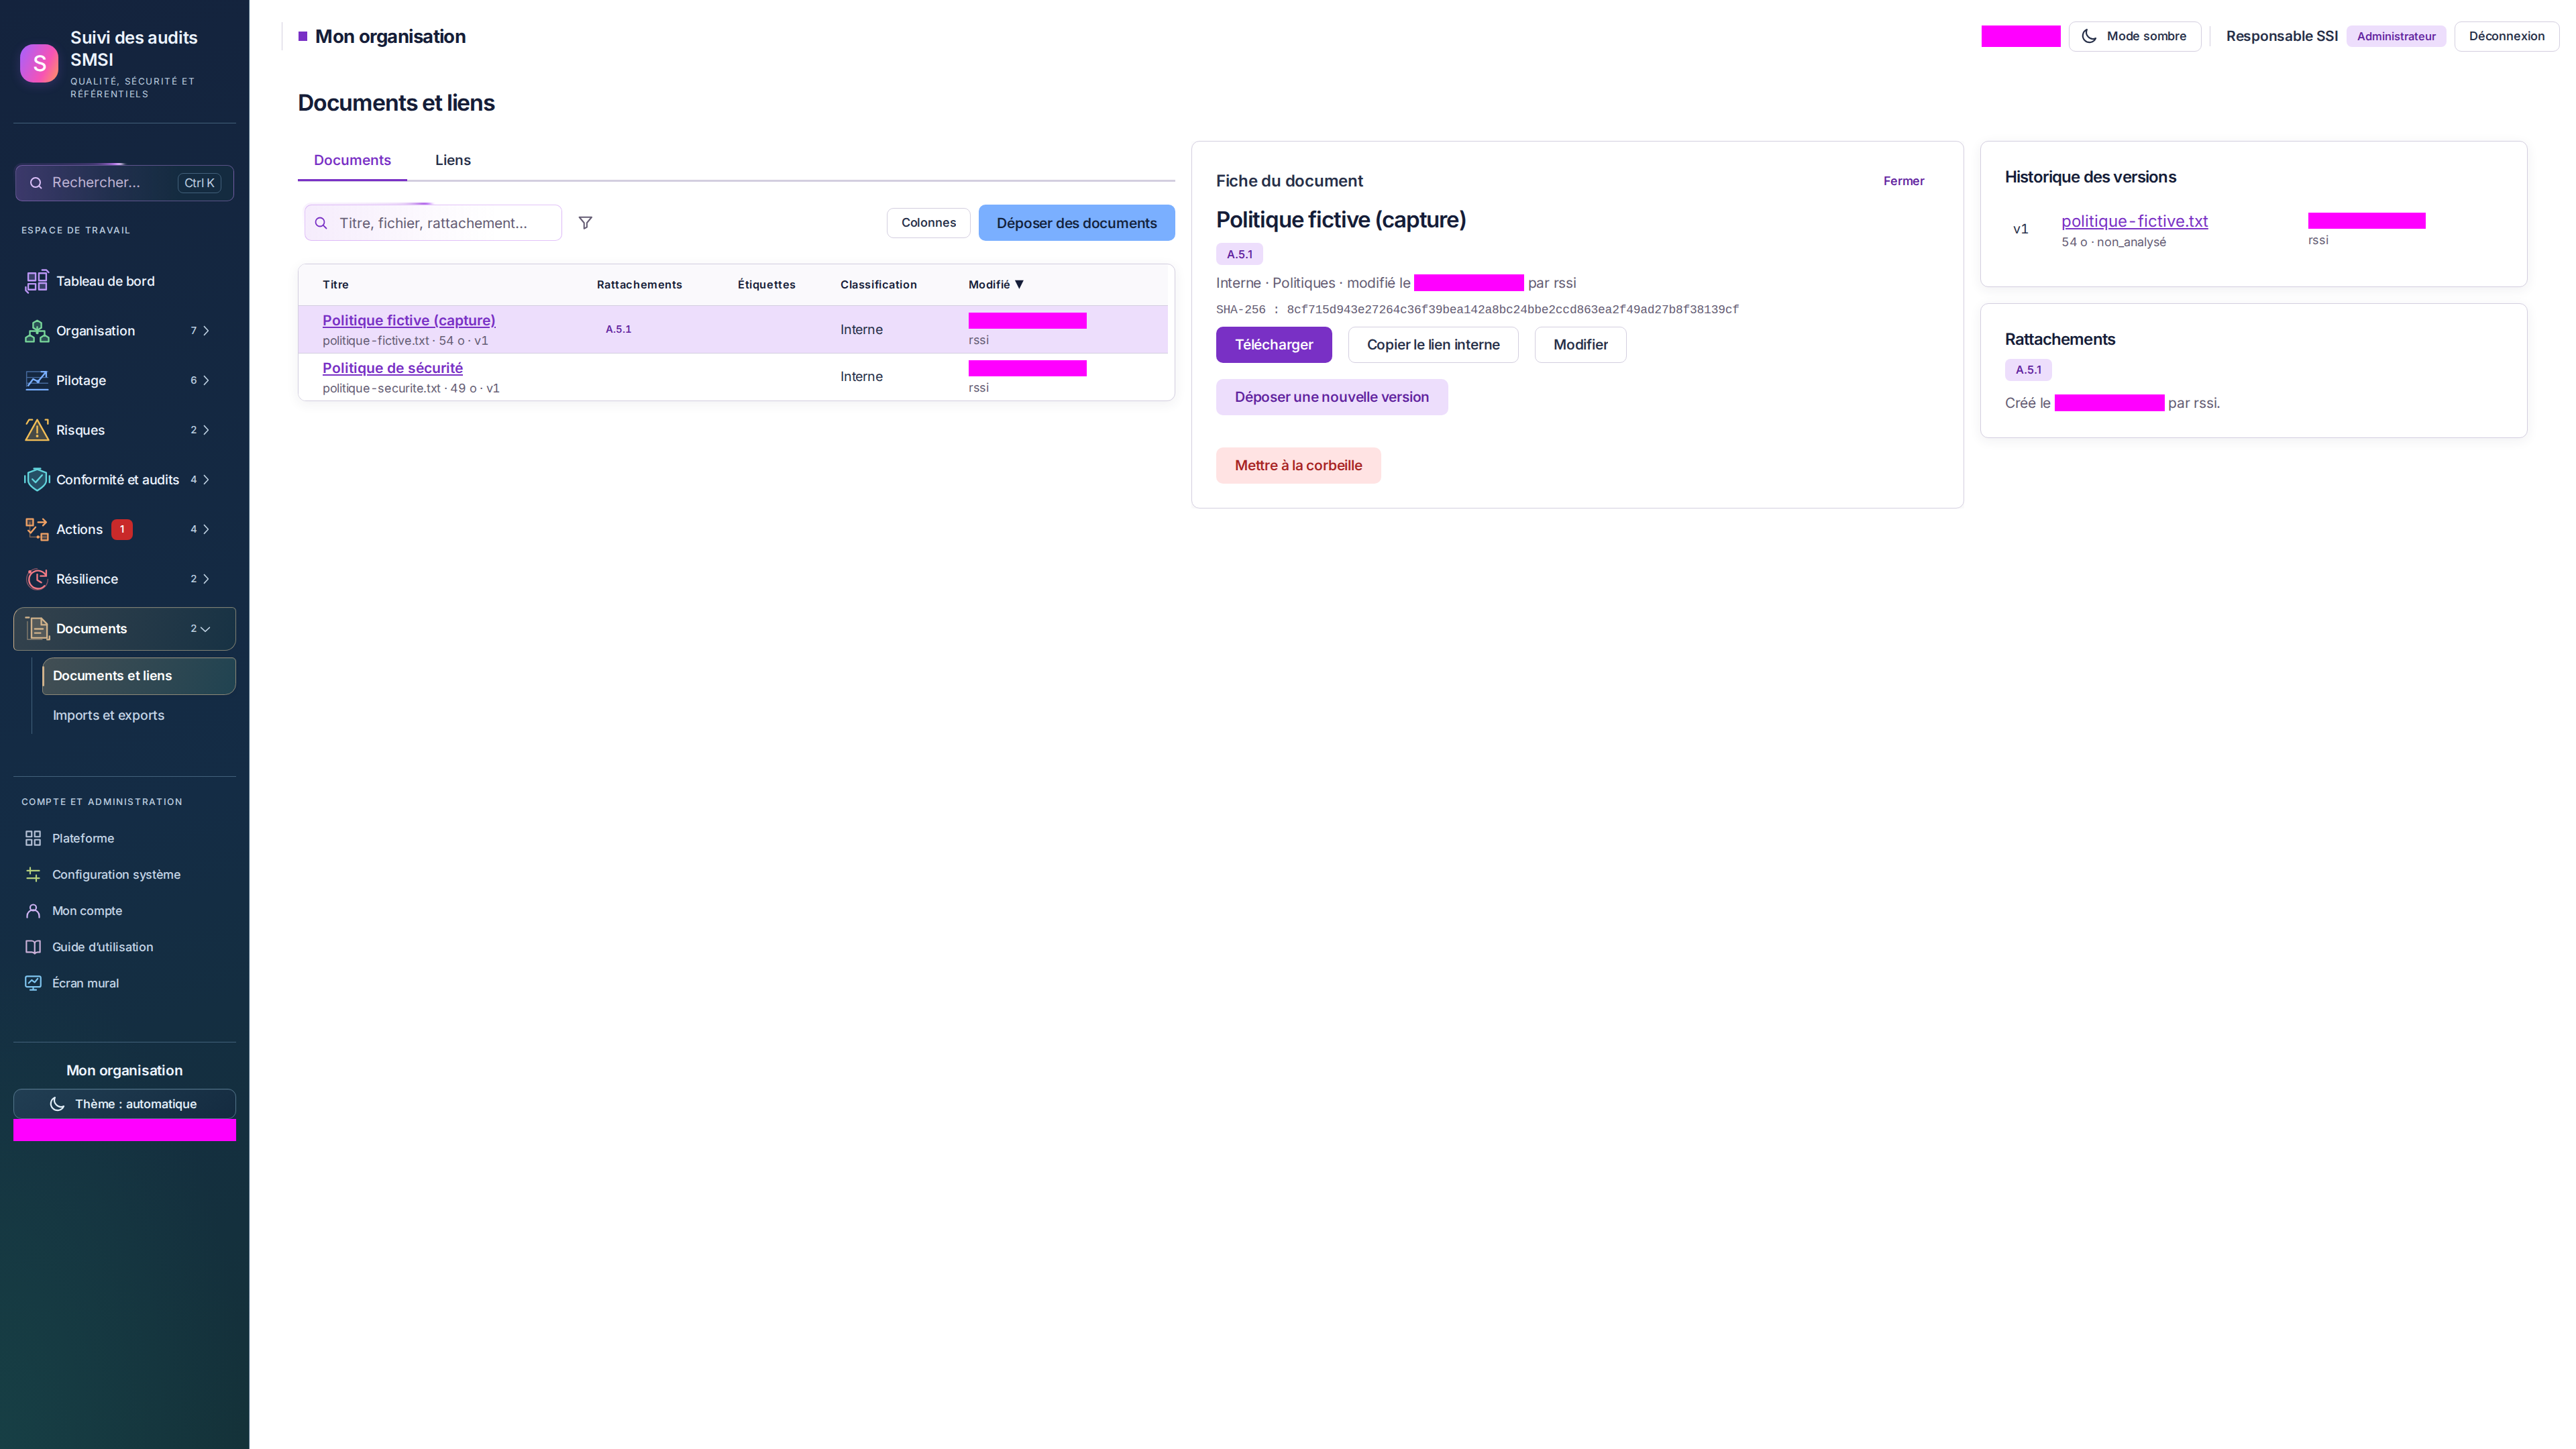 Suivi des audits
SMSI
QUALITÉ, SÉCURITÉ ET
RÉFÉRENTIELS
S
Rechercher...
Ctrl K
ESPACE DE TRAVAIL
Tableau de bord
Organisation 7
Pilotage 6
Risques 2
Conformité et audits 4
Actions 1 4
Résilience 2
Documents 2
Documents et liens
Imports et exports
COMPTE ET ADMINISTRATION
Plateforme
Configuration système
Mon compte
Guide d'utilisation
Écran mural
Mon organisation
Thème : automatique
Mon organisation
Mode sombre
Responsable SSI
Administrateur
Déconnexion
Documents et liens
Documents
Liens
Titre, fichier, rattachement...
Colonnes
Déposer des documents
Titre Rattachements Étiquettes Classification Modifié ▼
Politique fictive (capture) A.5.1 Interne
politique-fictive.txt · 54 o · v1 rssi
Politique de sécurité Interne
politique-securite.txt · 49 o · v1 rssi
Fiche du document
Fermer
Politique fictive (capture)
A.5.1
Interne · Politiques · modifié le par rssi
SHA-256 : 8cf715d943e27264c36f39bea142a8bc24bbe2ccd863ea2f49ad27b8f38139cf
Télécharger
Copier le lien interne
Modifier
Déposer une nouvelle version
Mettre à la corbeille
Historique des versions
v1 politique-fictive.txt
54 o · non_analysé rssi
Rattachements
A.5.1
Créé le par rssi.